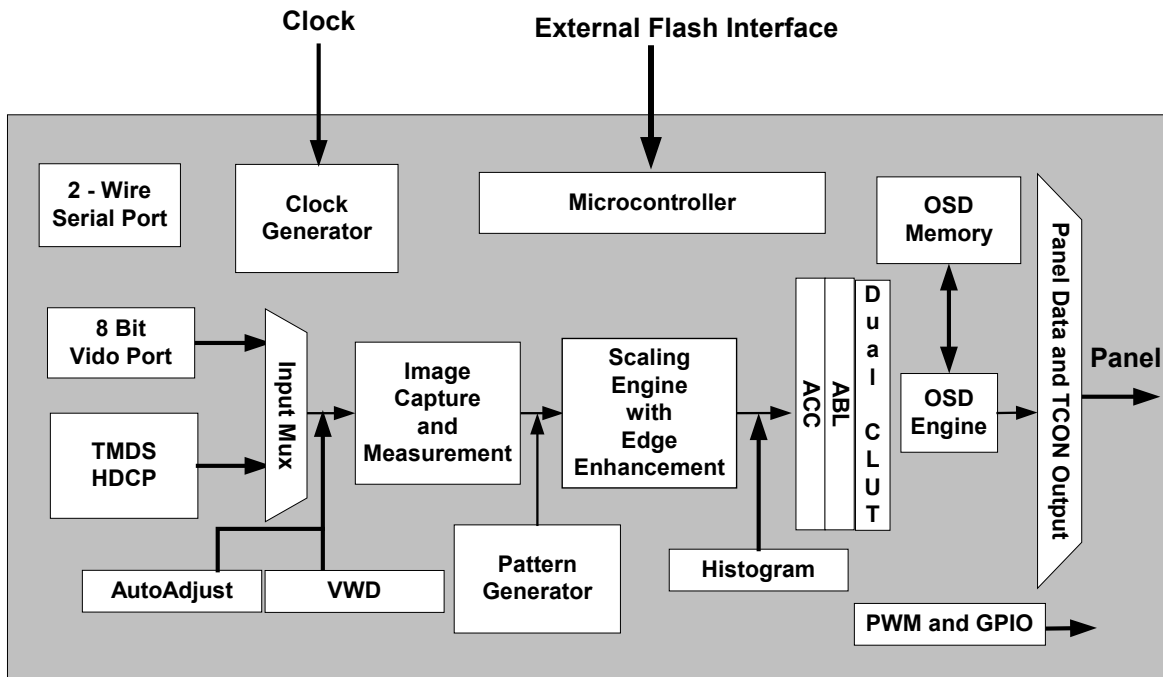 Clock
External Flash Interface
2 - Wire
Serial Port
Clock
Generator
Microcontroller
OSD
Memory
8 Bit
Vido Port
TMDS
HDCP
Input Mux
Image
Capture
and
Measurement
Scaling
Engine
with
Edge
Enhancement
ACC
ABL
Dual CLUT
OSD
Engine
Panel Data and TCON Output
Panel
AutoAdjust
VWD
Pattern
Generator
Histogram
PWM and GPIO